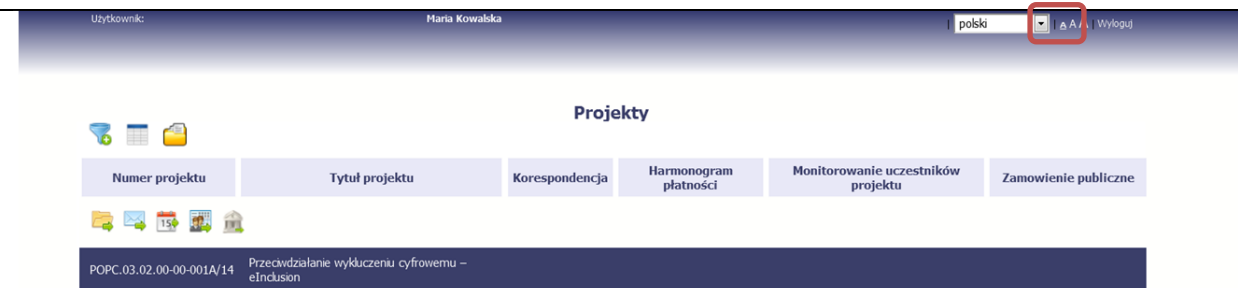 Użytkownik: Maria Kowalska | polski | A A A | Wyloguj
Projekty
Numer projektu Tytuł projektu Korespondencja Harmonogram płatności Monitorowanie uczestników projektu Zamowienie publiczne
15
POPC.03.02.00-00-001A/14 Przeciwdziałanie wykluczeniu cyfrowemu –
eInclusion